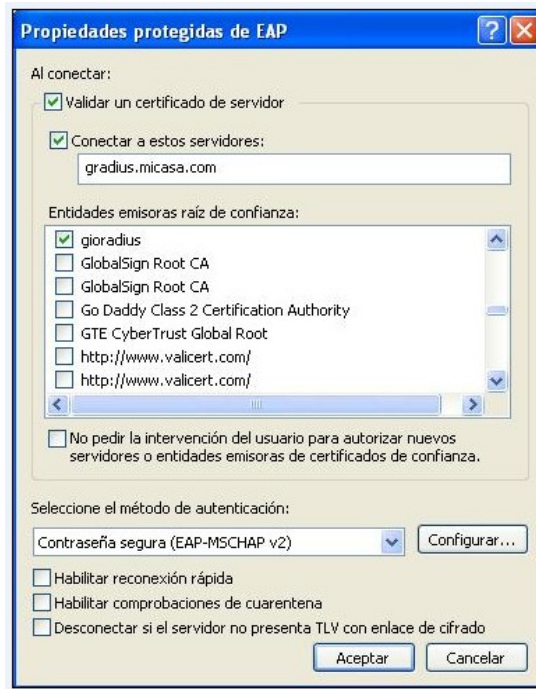 Propiedades protegidas de EAP
Al conectar:
Validar un certificado de servidor
Conectar a estos servidores:
gradius.micasa.com
Entidades emisoras raíz de confianza:
gioradius
GlobalSign Root CA
GlobalSign Root CA
Go Daddy Class 2 Certification Authority
GTE CyberTrust Global Root
http://www.valicert.com/
http://www.valicert.com/
No pedir la intervención del usuario para autorizar nuevos
servidores o entidades emisoras de certificados de confianza.
Seleccione el método de autenticación:
Contraseña segura (EAP-MSCHAP v2)
Configurar...
Habilitar reconexión rápida
Habilitar comprobaciones de cuarentena
Desconectar si el servidor no presenta TLV con enlace de cifrado
Aceptar
Cancelar